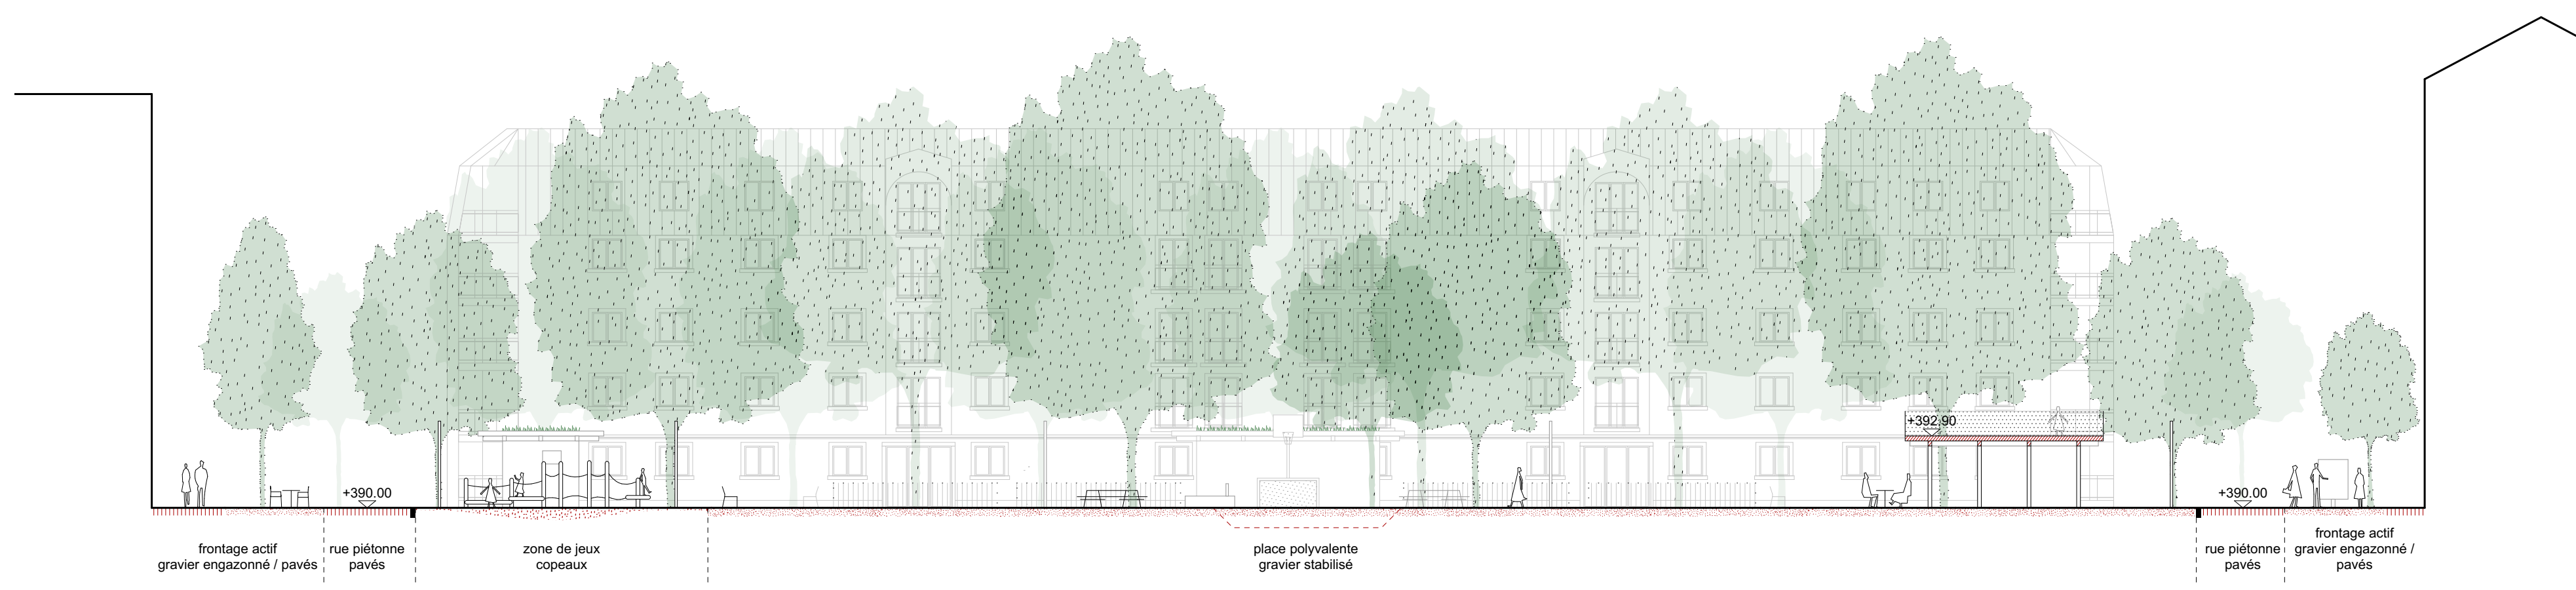 +392.90
+390.00
+390.00
frontage actif
gravier engazonné / pavés
rue piétonne
pavés
zone de jeux
copeaux
place polyvalente
gravier stabilisé
rue piétonne
pavés
frontage actif
gravier engazonné /
pavés